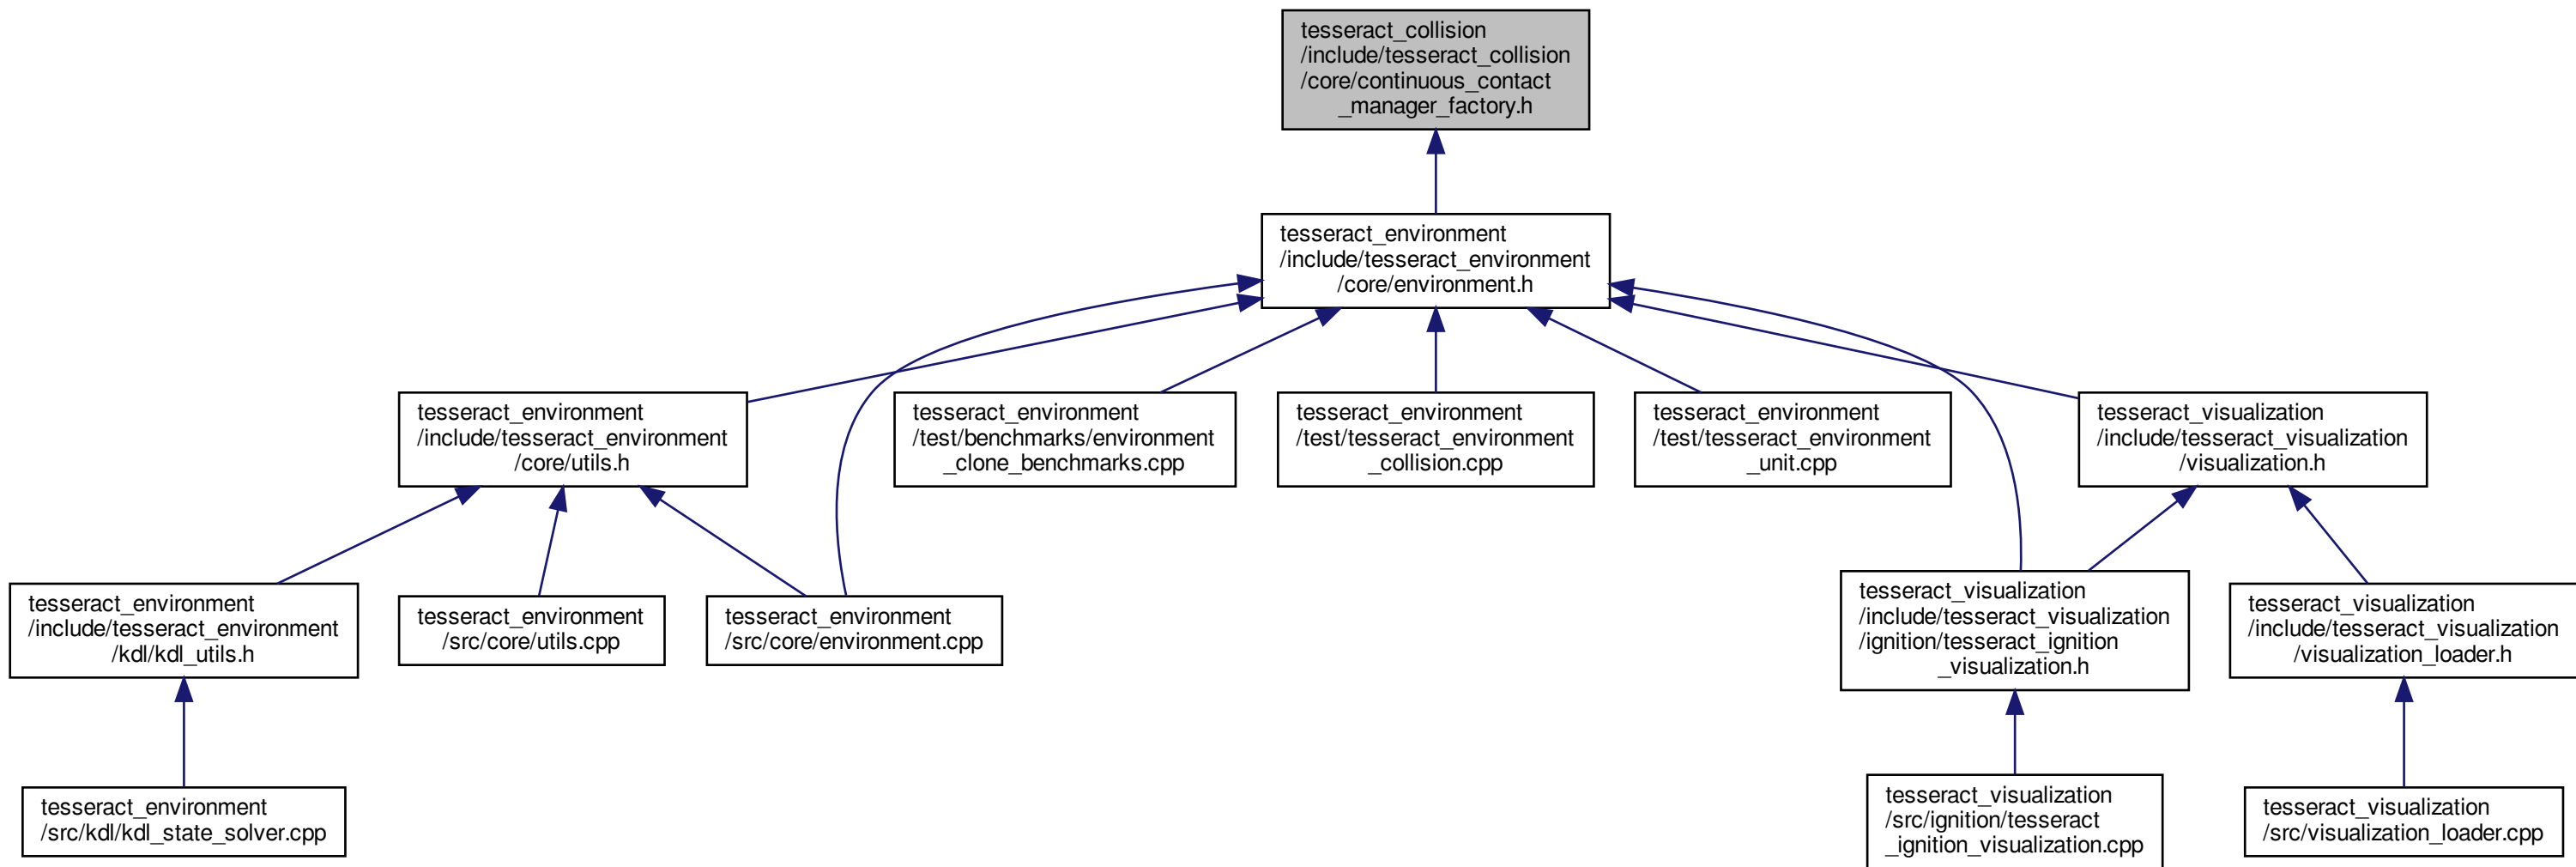 tesseract_collision
/include/tesseract_collision
/core/continuous_contact
_manager_factory.h
tesseract_environment
/include/tesseract_environment
/core/environment.h
tesseract_environment
/include/tesseract_environment
/core/utils.h
tesseract_environment
/test/benchmarks/environment
_clone_benchmarks.cpp
tesseract_environment
/test/tesseract_environment
_collision.cpp
tesseract_environment
/test/tesseract_environment
_unit.cpp
tesseract_visualization
/include/tesseract_visualization
/visualization.h
tesseract_environment
/include/tesseract_environment
/kdl/kdl_utils.h
tesseract_environment
/src/core/utils.cpp
tesseract_environment
/src/core/environment.cpp
tesseract_visualization
/include/tesseract_visualization
/ignition/tesseract_ignition
_visualization.h
tesseract_visualization
/include/tesseract_visualization
/visualization_loader.h
tesseract_environment
/src/kdl/kdl_state_solver.cpp
tesseract_visualization
/src/ignition/tesseract
_ignition_visualization.cpp
tesseract_visualization
/src/visualization_loader.cpp